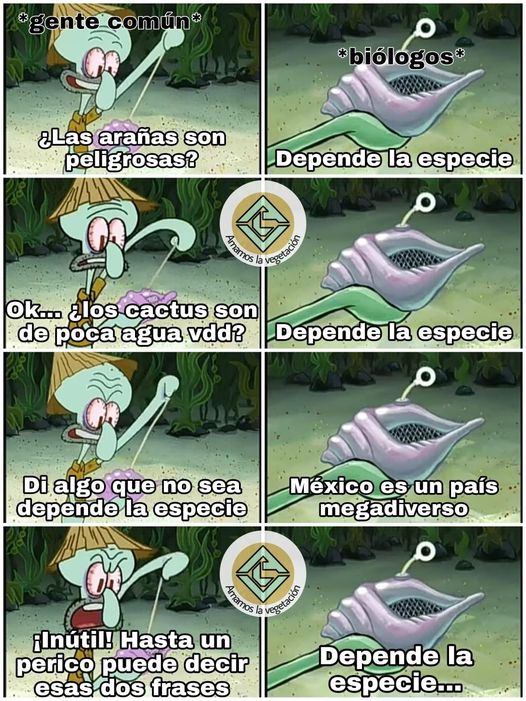 *gente común*
¿Las arañas son
peligrosas?
*biólogos*
Depende la especie
Ok... ¿los cactus son
de poca agua vdd?
Amamos la vegetación
Depende la especie
Di algo que no sea
depende la especie
México es un país
megadiverso
¡Inútil! Hasta un
perico puede decir
esas dos frases
Amamos la vegetación
Depende la
especie...